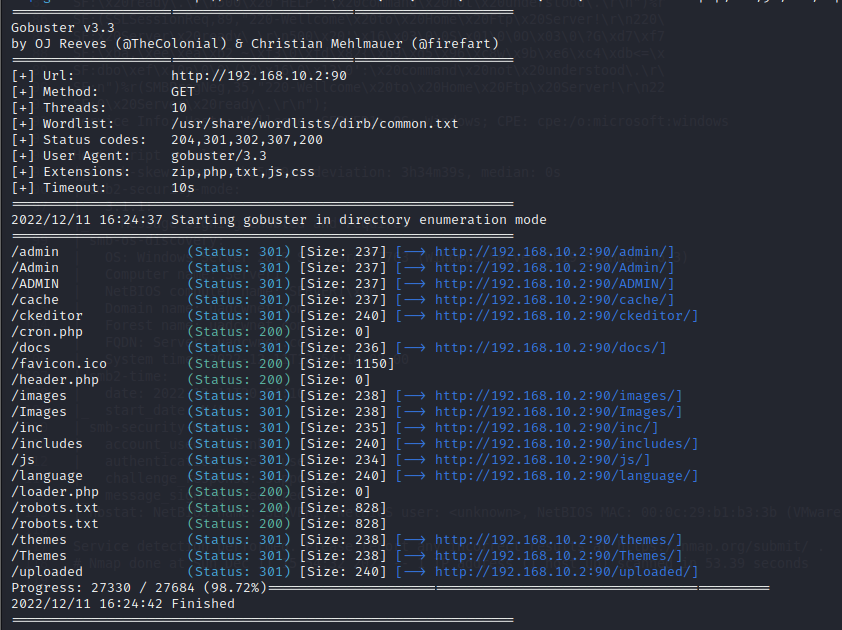 Gobuster v3.3
by OJ Reeves (@TheColonial) & Christian Mehlmauer (@firefart)
[+] Url: http://192.168.10.2:90
[+] Method: GET
[+] Threads: 10
[+] Wordlist: /usr/share/wordlists/dirb/common.txt
[+] Status codes: 204,301,302,307,200
[+] User Agent: gobuster/3.3
[+] Extensions: zip,php,txt,js,css
[+] Timeout: 10s
2022/12/11 16:24:37 Starting gobuster in directory enumeration mode
/admin (Status: 301) [Size: 237] [--> http://192.168.10.2:90/admin/]
/Admin (Status: 301) [Size: 237] [--> http://192.168.10.2:90/Admin/]
/ADMIN (Status: 301) [Size: 237] [--> http://192.168.10.2:90/ADMIN/]
/cache (Status: 301) [Size: 237] [--> http://192.168.10.2:90/cache/]
/ckeditor (Status: 301) [Size: 240] [--> http://192.168.10.2:90/ckeditor/]
/cron.php (Status: 200) [Size: 0]
/docs (Status: 301) [Size: 236] [--> http://192.168.10.2:90/docs/]
/favicon.ico (Status: 200) [Size: 1150]
/header.php (Status: 200) [Size: 0]
/images (Status: 301) [Size: 238] [--> http://192.168.10.2:90/images/]
/Images (Status: 301) [Size: 238] [--> http://192.168.10.2:90/Images/]
/inc (Status: 301) [Size: 235] [--> http://192.168.10.2:90/inc/]
/includes (Status: 301) [Size: 240] [--> http://192.168.10.2:90/includes/]
/js (Status: 301) [Size: 234] [--> http://192.168.10.2:90/js/]
/language (Status: 301) [Size: 240] [--> http://192.168.10.2:90/language/]
/loader.php (Status: 200) [Size: 0]
/robots.txt (Status: 200) [Size: 828]
/robots.txt (Status: 200) [Size: 828]
/themes (Status: 301) [Size: 238] [--> http://192.168.10.2:90/themes/]
/Themes (Status: 301) [Size: 238] [--> http://192.168.10.2:90/Themes/]
/uploaded (Status: 301) [Size: 240] [--> http://192.168.10.2:90/uploaded/]
Progress: 27330 / 27684 (98.72%)
2022/12/11 16:24:42 Finished